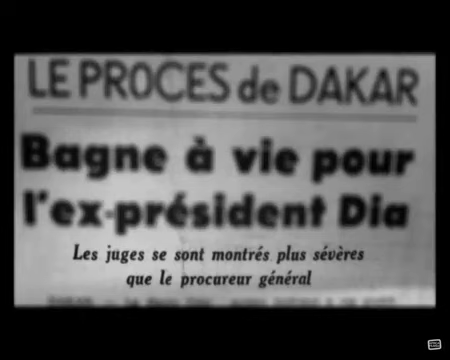 LE PROCES de DAKAR
Bagne à vie pour
l'ex-président Dia
Les juges se sont montrés plus sévères
que le procureur général